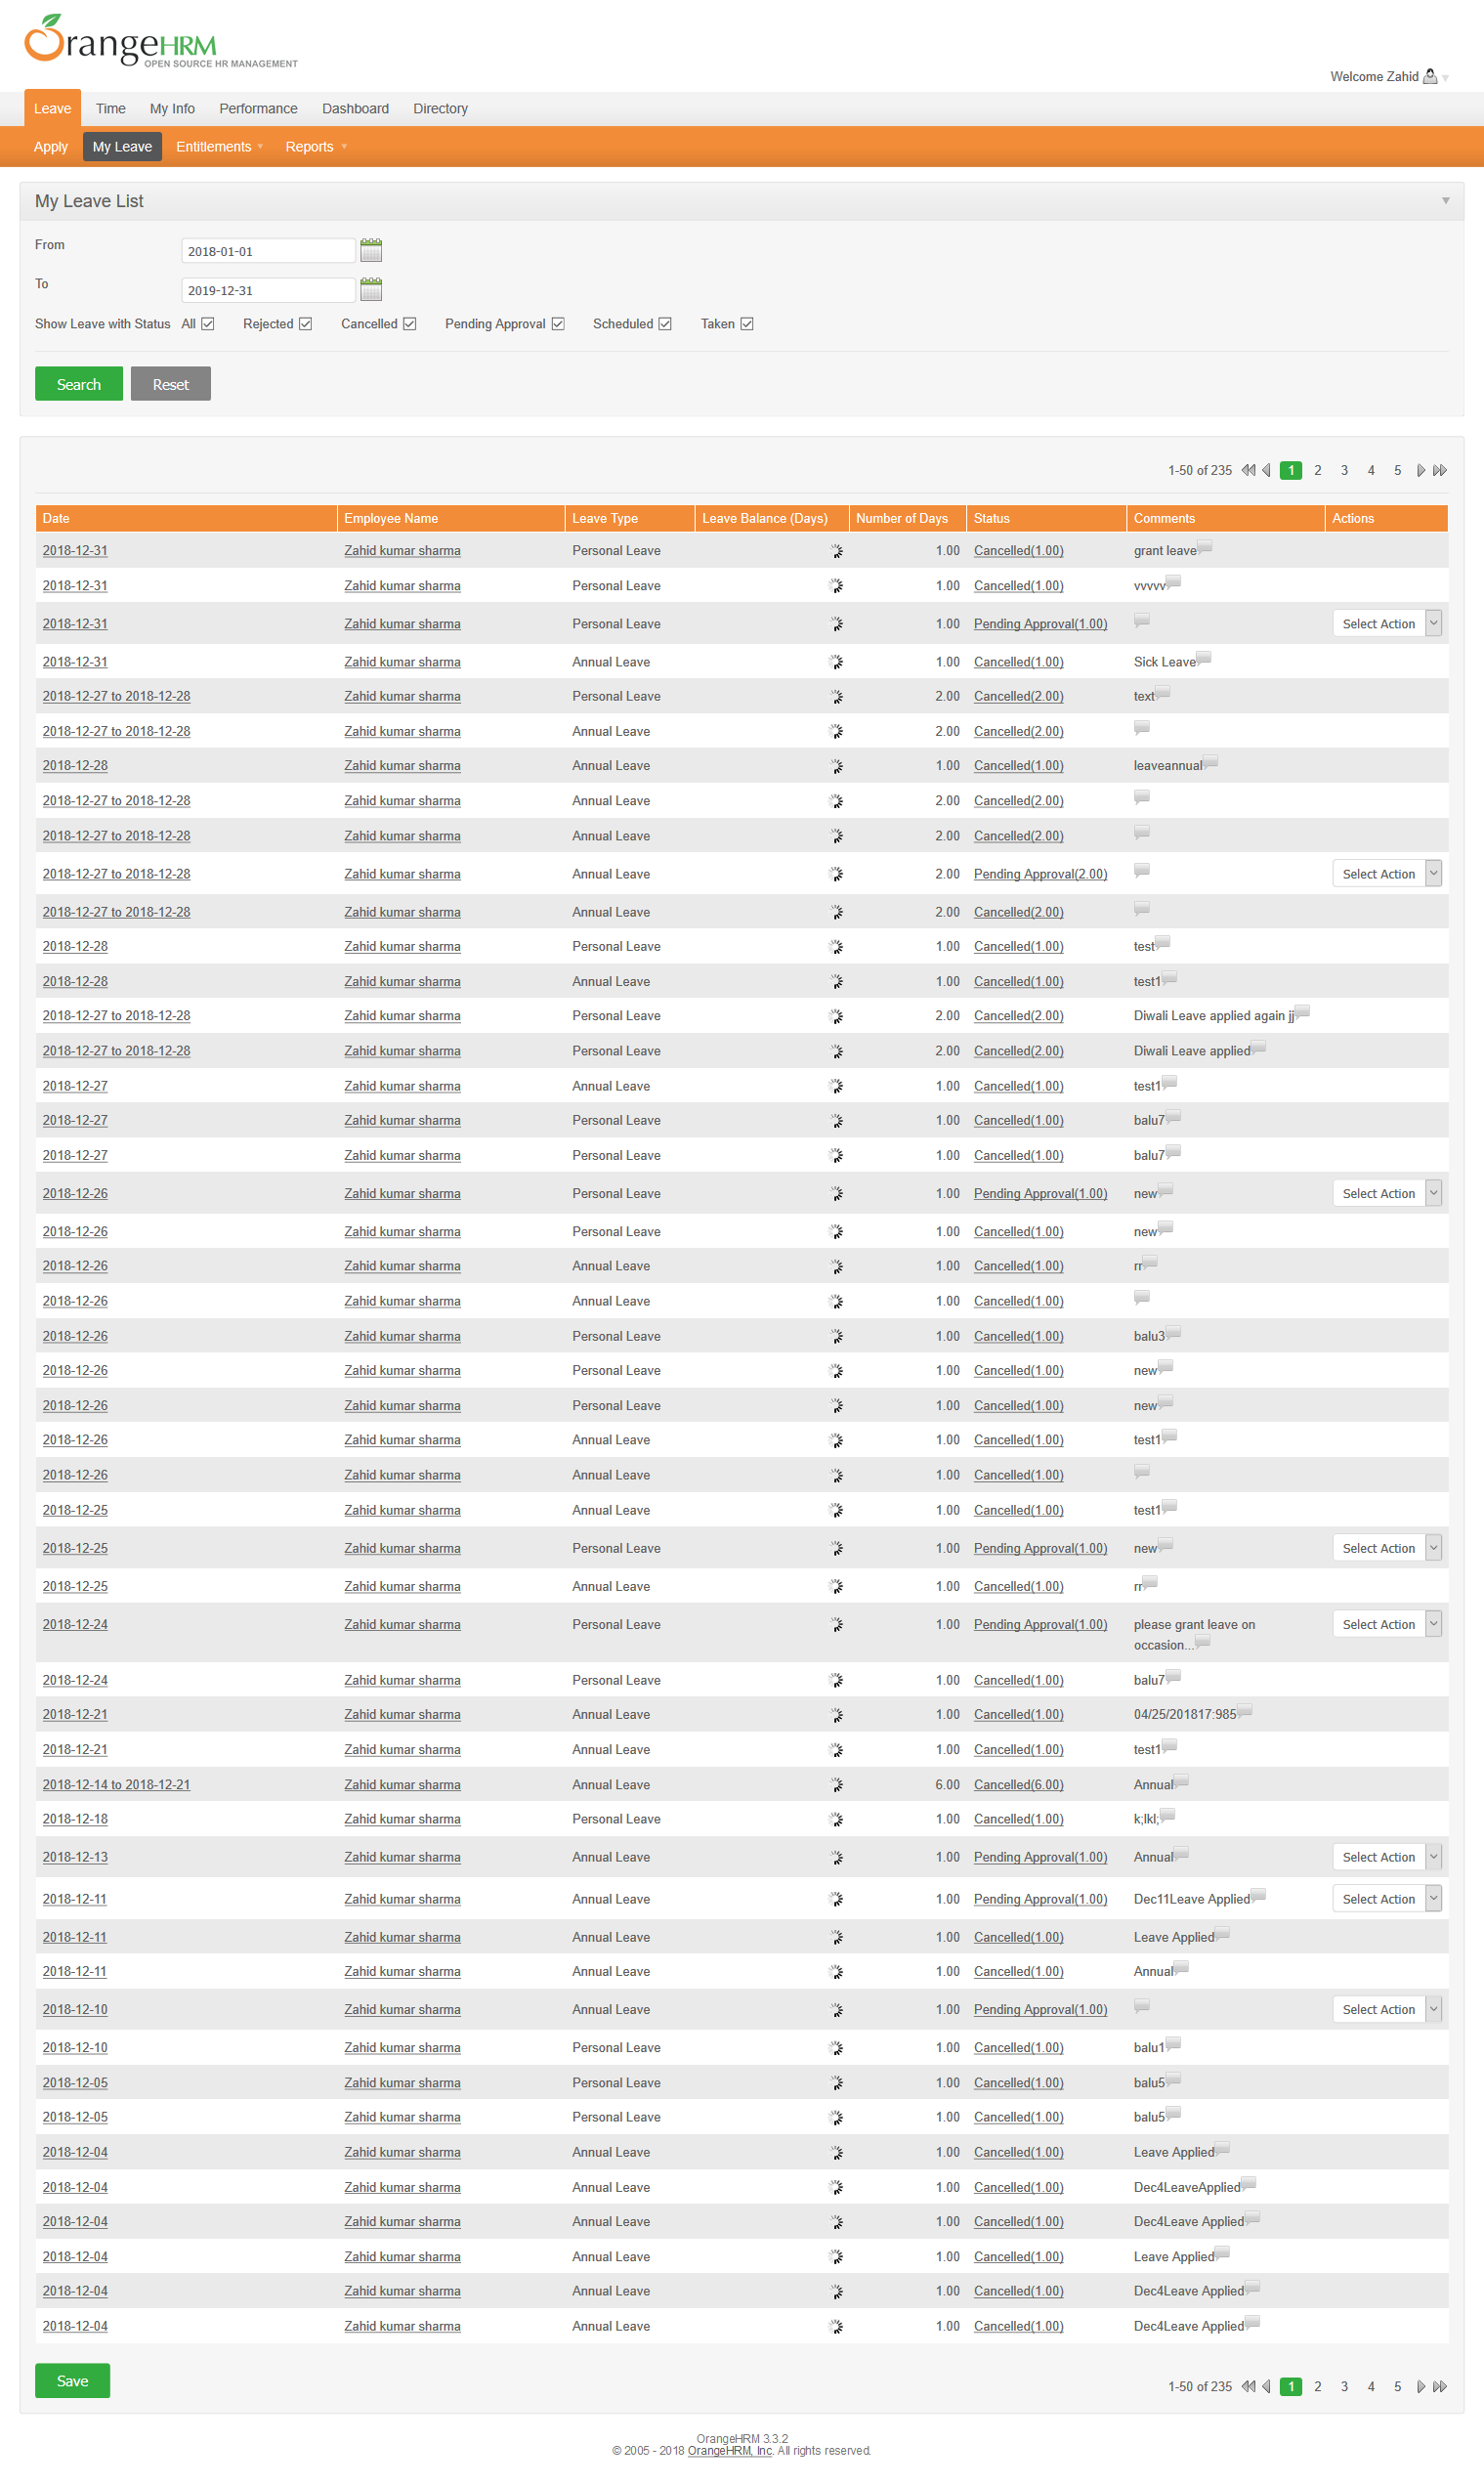 OrangeHRM
OPEN SOURCE HR MANAGEMENT
Welcome Zahid
Leave Time My Info Performance Dashboard Directory
Apply My Leave Entitlements Reports
My Leave List
From 2018-01-01
To 2019-12-31
Show Leave with Status All Rejected Cancelled Pending Approval Scheduled Taken
Search Reset
1-50 of 235 1 2 3 4 5
Date Employee Name Leave Type Leave Balance (Days) Number of Days Status Comments Actions
2018-12-31 Zahid kumar sharma Personal Leave 1.00 Cancelled(1.00) grant leave
2018-12-31 Zahid kumar sharma Personal Leave 1.00 Cancelled(1.00) vvvvv
2018-12-31 Zahid kumar sharma Personal Leave 1.00 Pending Approval(1.00) Select Action
2018-12-31 Zahid kumar sharma Annual Leave 1.00 Cancelled(1.00) Sick Leave
2018-12-27 to 2018-12-28 Zahid kumar sharma Personal Leave 2.00 Cancelled(2.00) text
2018-12-27 to 2018-12-28 Zahid kumar sharma Annual Leave 2.00 Cancelled(2.00)
2018-12-28 Zahid kumar sharma Annual Leave 1.00 Cancelled(1.00) leaveannual
2018-12-27 to 2018-12-28 Zahid kumar sharma Annual Leave 2.00 Cancelled(2.00)
2018-12-27 to 2018-12-28 Zahid kumar sharma Annual Leave 2.00 Cancelled(2.00)
2018-12-27 to 2018-12-28 Zahid kumar sharma Annual Leave 2.00 Pending Approval(2.00) Select Action
2018-12-27 to 2018-12-28 Zahid kumar sharma Annual Leave 2.00 Cancelled(2.00)
2018-12-28 Zahid kumar sharma Personal Leave 1.00 Cancelled(1.00) test
2018-12-28 Zahid kumar sharma Annual Leave 1.00 Cancelled(1.00) test1
2018-12-27 to 2018-12-28 Zahid kumar sharma Personal Leave 2.00 Cancelled(2.00) Diwali Leave applied again jj
2018-12-27 to 2018-12-28 Zahid kumar sharma Personal Leave 2.00 Cancelled(2.00) Diwali Leave applied
2018-12-27 Zahid kumar sharma Annual Leave 1.00 Cancelled(1.00) test1
2018-12-27 Zahid kumar sharma Personal Leave 1.00 Cancelled(1.00) balu7
2018-12-27 Zahid kumar sharma Personal Leave 1.00 Cancelled(1.00) balu7
2018-12-26 Zahid kumar sharma Personal Leave 1.00 Pending Approval(1.00) new Select Action
2018-12-26 Zahid kumar sharma Personal Leave 1.00 Cancelled(1.00) new
2018-12-26 Zahid kumar sharma Annual Leave 1.00 Cancelled(1.00) rr
2018-12-26 Zahid kumar sharma Annual Leave 1.00 Cancelled(1.00)
2018-12-26 Zahid kumar sharma Personal Leave 1.00 Cancelled(1.00) balu3
2018-12-26 Zahid kumar sharma Personal Leave 1.00 Cancelled(1.00) new
2018-12-26 Zahid kumar sharma Personal Leave 1.00 Cancelled(1.00) new
2018-12-26 Zahid kumar sharma Annual Leave 1.00 Cancelled(1.00) test1
2018-12-26 Zahid kumar sharma Annual Leave 1.00 Cancelled(1.00)
2018-12-25 Zahid kumar sharma Annual Leave 1.00 Cancelled(1.00) test1
2018-12-25 Zahid kumar sharma Personal Leave 1.00 Pending Approval(1.00) new Select Action
2018-12-25 Zahid kumar sharma Annual Leave 1.00 Cancelled(1.00) rr
2018-12-24 Zahid kumar sharma Personal Leave 1.00 Pending Approval(1.00) please grant leave on Select Action
occasion...
2018-12-24 Zahid kumar sharma Personal Leave 1.00 Cancelled(1.00) balu7
2018-12-21 Zahid kumar sharma Annual Leave 1.00 Cancelled(1.00) 04/25/201817:985
2018-12-21 Zahid kumar sharma Annual Leave 1.00 Cancelled(1.00) test1
2018-12-14 to 2018-12-21 Zahid kumar sharma Annual Leave 6.00 Cancelled(6.00) Annual
2018-12-18 Zahid kumar sharma Personal Leave 1.00 Cancelled(1.00) k;lkl;
2018-12-13 Zahid kumar sharma Annual Leave 1.00 Pending Approval(1.00) Annual Select Action
2018-12-11 Zahid kumar sharma Annual Leave 1.00 Pending Approval(1.00) Dec11Leave Applied Select Action
2018-12-11 Zahid kumar sharma Annual Leave 1.00 Cancelled(1.00) Leave Applied
2018-12-11 Zahid kumar sharma Annual Leave 1.00 Cancelled(1.00) Annual
2018-12-10 Zahid kumar sharma Annual Leave 1.00 Pending Approval(1.00) Select Action
2018-12-10 Zahid kumar sharma Personal Leave 1.00 Cancelled(1.00) balu1
2018-12-05 Zahid kumar sharma Personal Leave 1.00 Cancelled(1.00) balu5
2018-12-05 Zahid kumar sharma Personal Leave 1.00 Cancelled(1.00) balu5
2018-12-04 Zahid kumar sharma Annual Leave 1.00 Cancelled(1.00) Leave Applied
2018-12-04 Zahid kumar sharma Annual Leave 1.00 Cancelled(1.00) Dec4LeaveApplied
2018-12-04 Zahid kumar sharma Annual Leave 1.00 Cancelled(1.00) Dec4Leave Applied
2018-12-04 Zahid kumar sharma Annual Leave 1.00 Cancelled(1.00) Leave Applied
2018-12-04 Zahid kumar sharma Annual Leave 1.00 Cancelled(1.00) Dec4Leave Applied
2018-12-04 Zahid kumar sharma Annual Leave 1.00 Cancelled(1.00) Dec4Leave Applied
Save 1-50 of 235 1 2 3 4 5
OrangeHRM 3.3.2
© 2005 - 2018 OrangeHRM, Inc. All rights reserved.